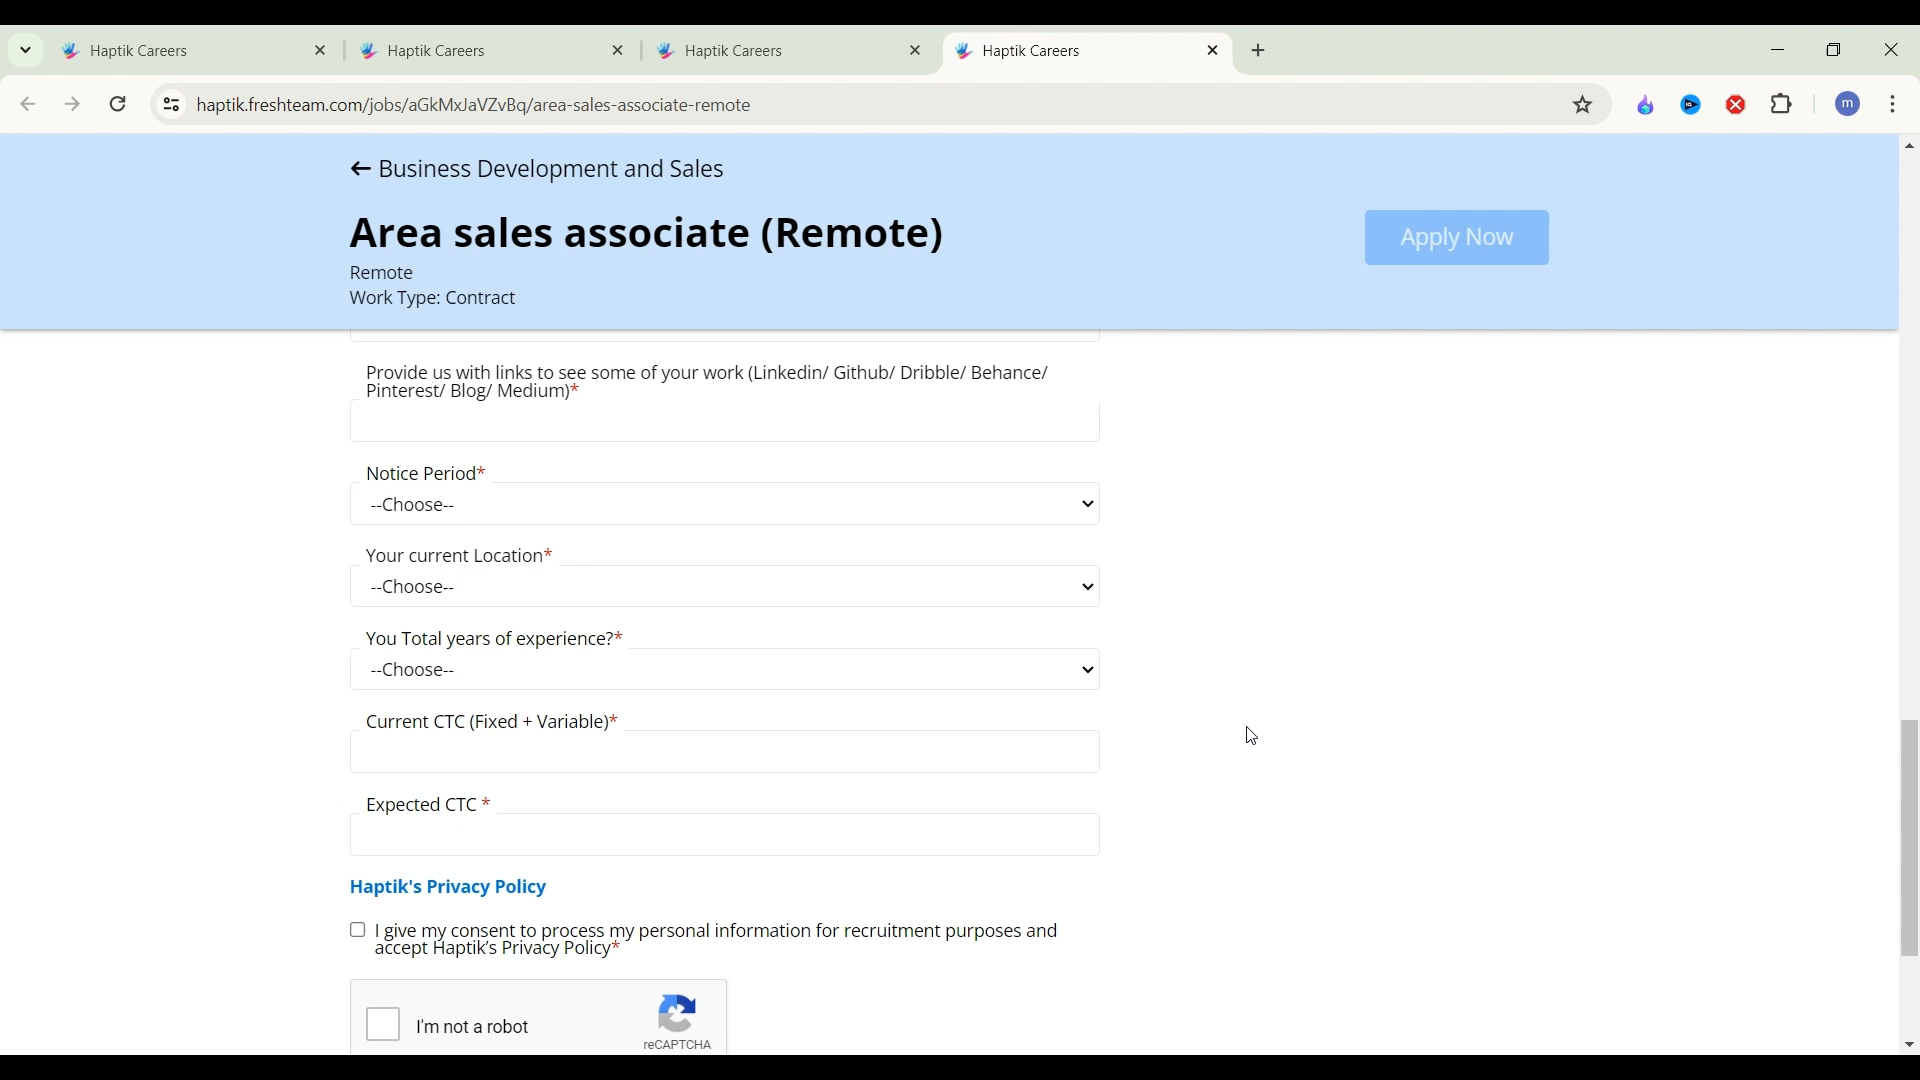 Haptik Careers
Haptik Careers
Haptik Careers
Haptik Careers
haptik.freshteam.com/jobs/aGkMxJaVZvBq/area-sales-associate-remote
m
← Business Development and Sales
Area sales associate (Remote)
Apply Now
Remote
Work Type: Contract
Provide us with links to see some of your work (Linkedin/ Github/ Dribble/ Behance/
Pinterest/ Blog/ Medium)*
Notice Period*
--Choose--
Your current Location*
--Choose--
You Total years of experience?*
--Choose--
Current CTC (Fixed + Variable)*
Expected CTC *
Haptik's Privacy Policy
I give my consent to process my personal information for recruitment purposes and
accept Haptik’s Privacy Policy*
I'm not a robot
reCAPTCHA